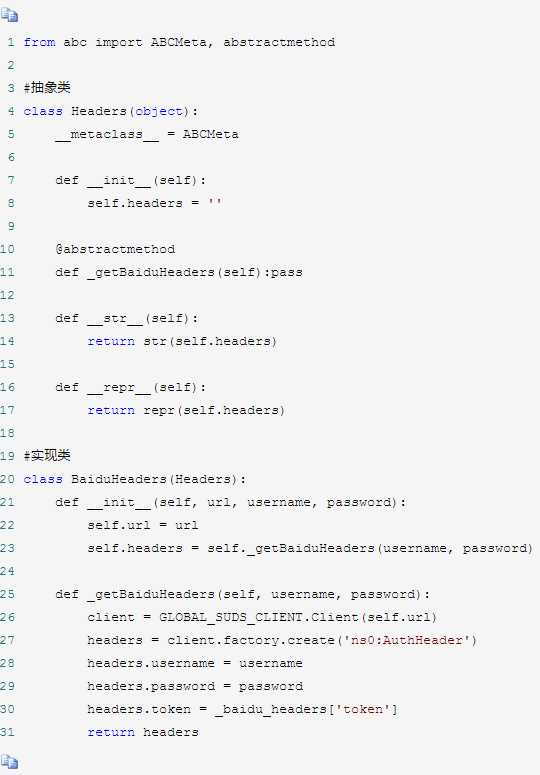 1 from abc import ABCMeta, abstractmethod
2
3 #抽象类
4 class Headers(object):
5     __metaclass__ = ABCMeta
6
7     def __init__(self):
8         self.headers = ''
9
10     @abstractmethod
11     def _getBaiduHeaders(self):pass
12
13     def __str__(self):
14         return str(self.headers)
15
16     def __repr__(self):
17         return repr(self.headers)
18
19 #实现类
20 class BaiduHeaders(Headers):
21     def __init__(self, url, username, password):
22         self.url = url
23         self.headers = self._getBaiduHeaders(username, password)
24
25     def _getBaiduHeaders(self, username, password):
26         client = GLOBAL_SUDS_CLIENT.Client(self.url)
27         headers = client.factory.create('ns0:AuthHeader')
28         headers.username = username
29         headers.password = password
30         headers.token = _baidu_headers['token']
31         return headers